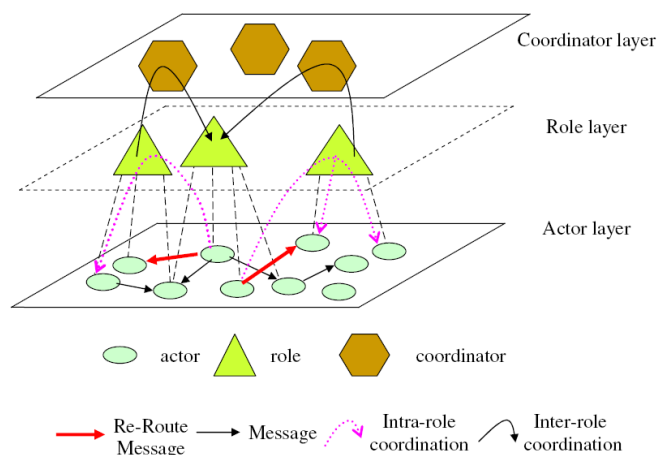 Coordinator layer
Role layer
Actor layer
actor
role
coordinator
Re-Route
Message
Message
Intra-role
coordination
Inter-role
coordination